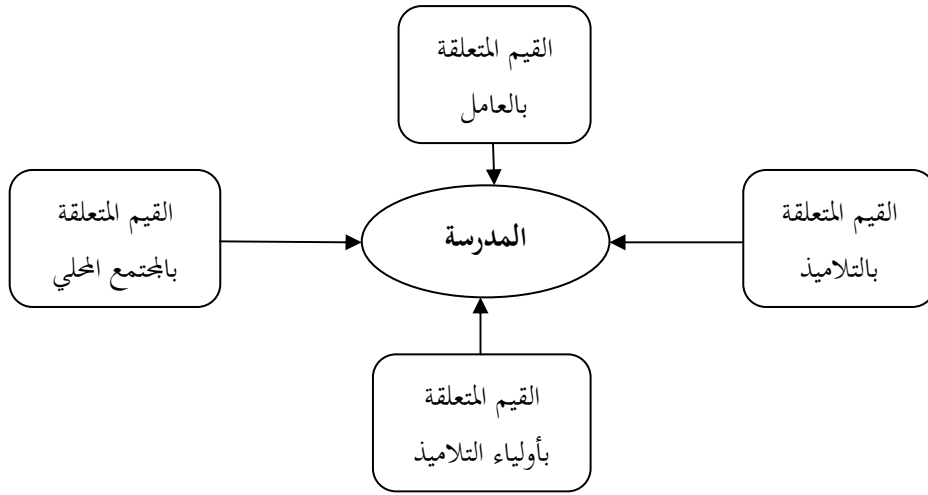 القيم المتعلقة
بالعامل
القيم المتعلقة
بالتلاميذ
المدرسة
القيم المتعلقة
بالمجتمع المحلي
القيم المتعلقة
بأولياء التلاميذ